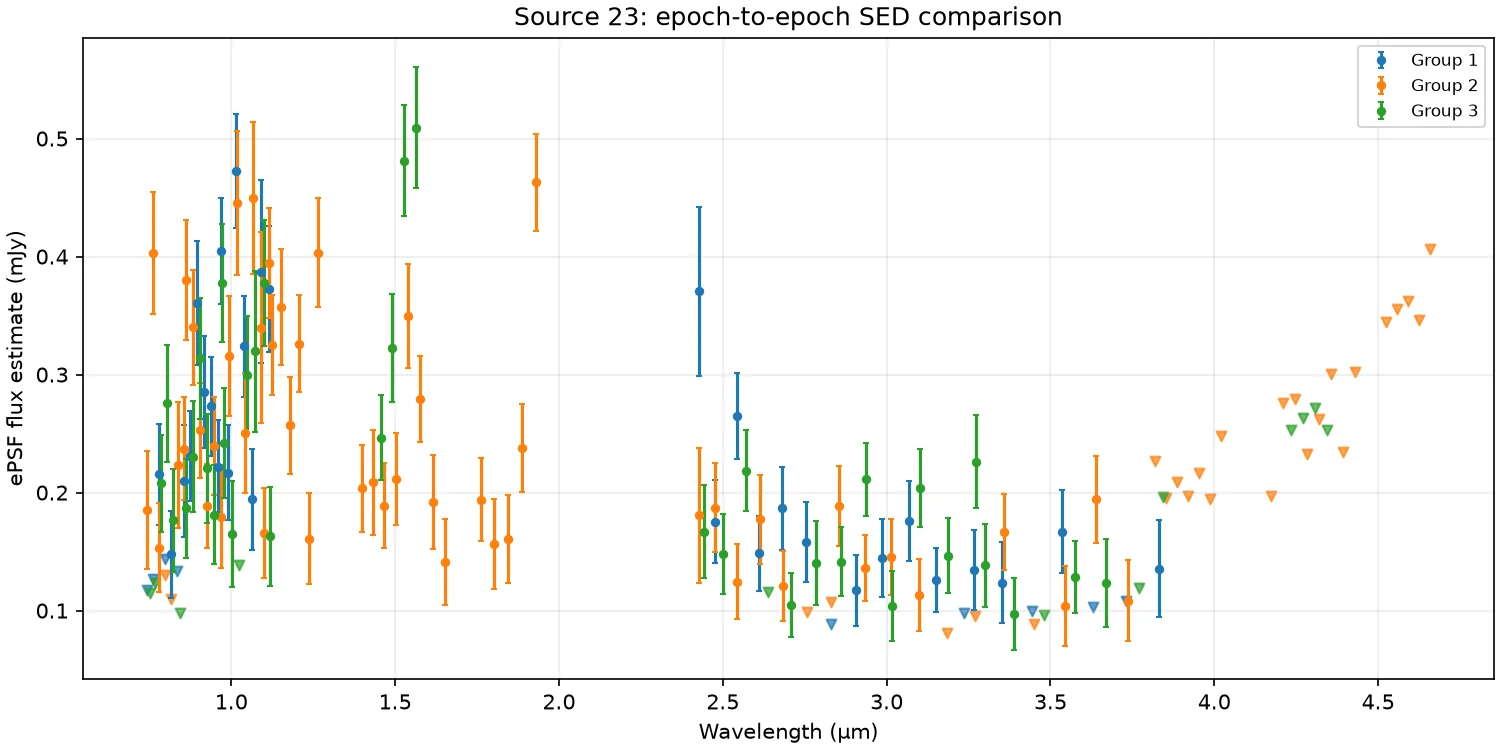 Source 23: epoch-to-epoch SED comparison
ePSF flux estimate (mJy)
0.5
0.4
0.3
0.2
0.1
Group 1
Group 2
Group 3
1.0 1.5 2.0 2.5 3.0 3.5 4.0 4.5
Wavelength (μm)